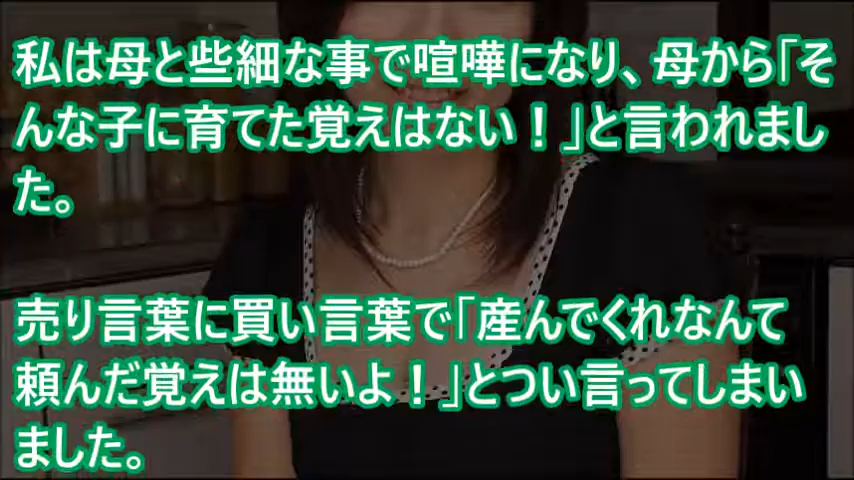 私は母と些細な事で喧嘩になり、母から「そ
んな子に育てた覚えはない！」と言われまし
た。
売り言葉に買い言葉で「産んでくれなんて
頼んだ覚えは無いよ！」とつい言ってしまい
ました。